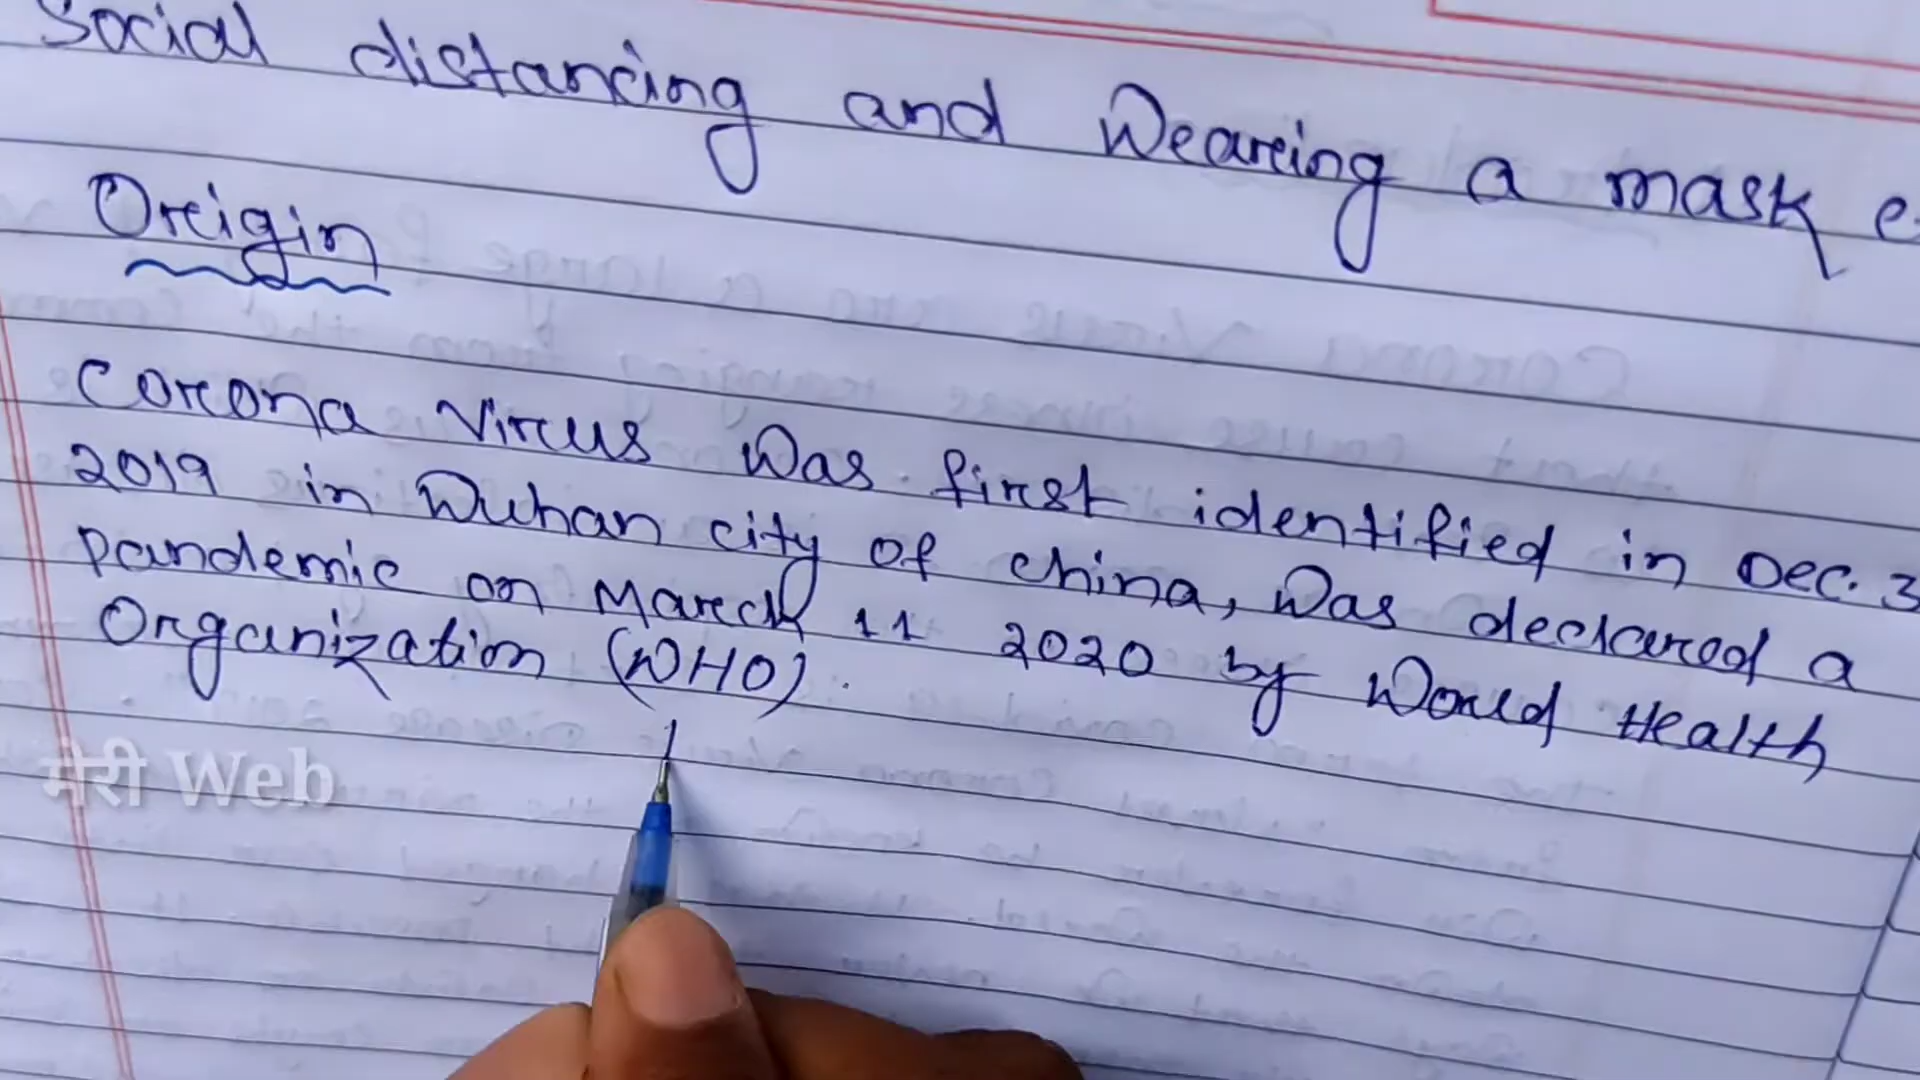 Social distancing and Wearing a mask
Origin
Corona Virus was first identified in Dec. 3
2019 in Wuhan city of China, was declared a
pandemic on March 11 2020 by World Health
Organization (WHO).
मेरी Web